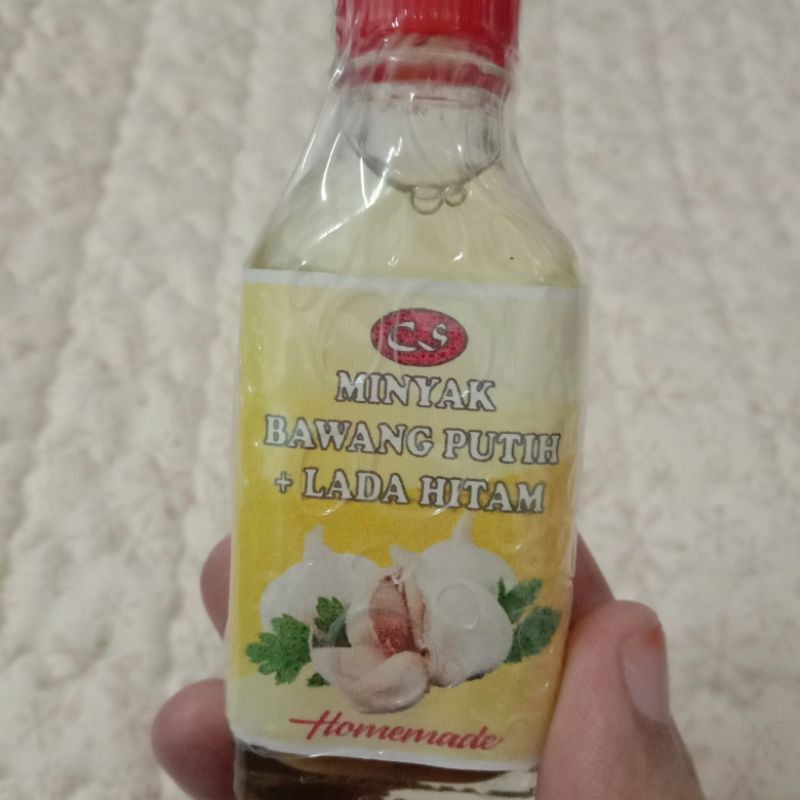 CS
MINYAK
BAWANG PUTIH
+ LADA HITAM
Homemade